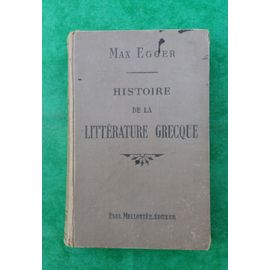 MAX EGGER
HISTOIRE
DE LA
LITTÉRATURE GRECQUE
PAUL MELLOTTÉE, ÉDITEUR